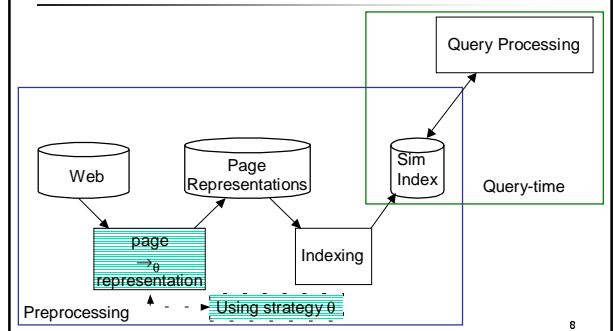 Query Processing
Web
Page
Representations
Sim
Index
Query-time
page
→θ
representation
Indexing
Using strategy θ
Preprocessing
8